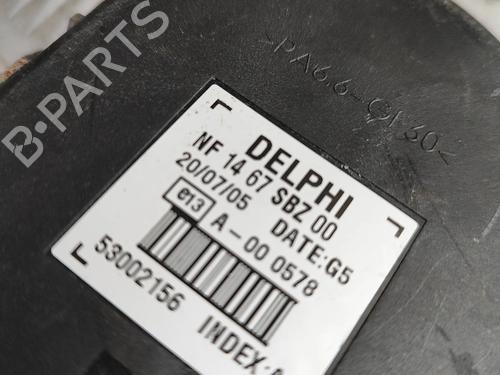 B-PARTS
>PA6.6-GF30<
DELPHI
NF 14 67 SBZ 00
20/07/05 DATE:G5
e13 A-00 0578
53002156 INDEX: